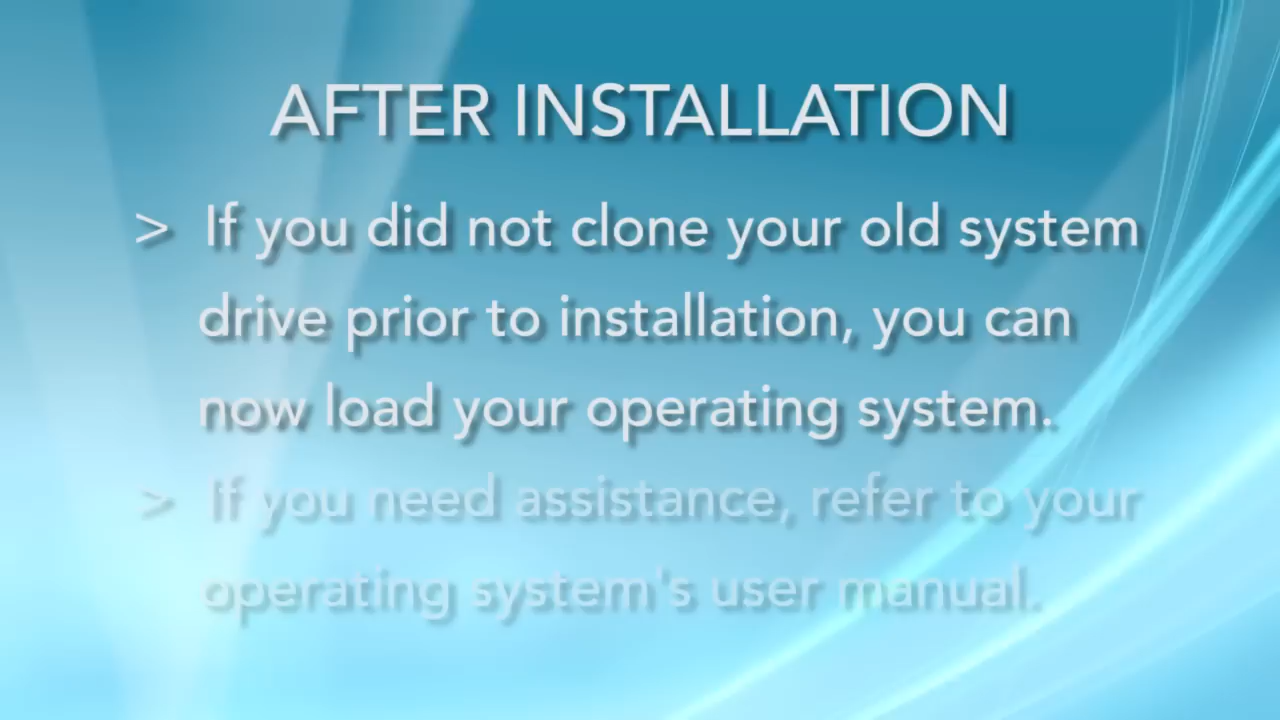 AFTER INSTALLATION
> If you did not clone your old system
drive prior to installation, you can
now load your operating system.
> If you need assistance, refer to your
operating system's user manual.